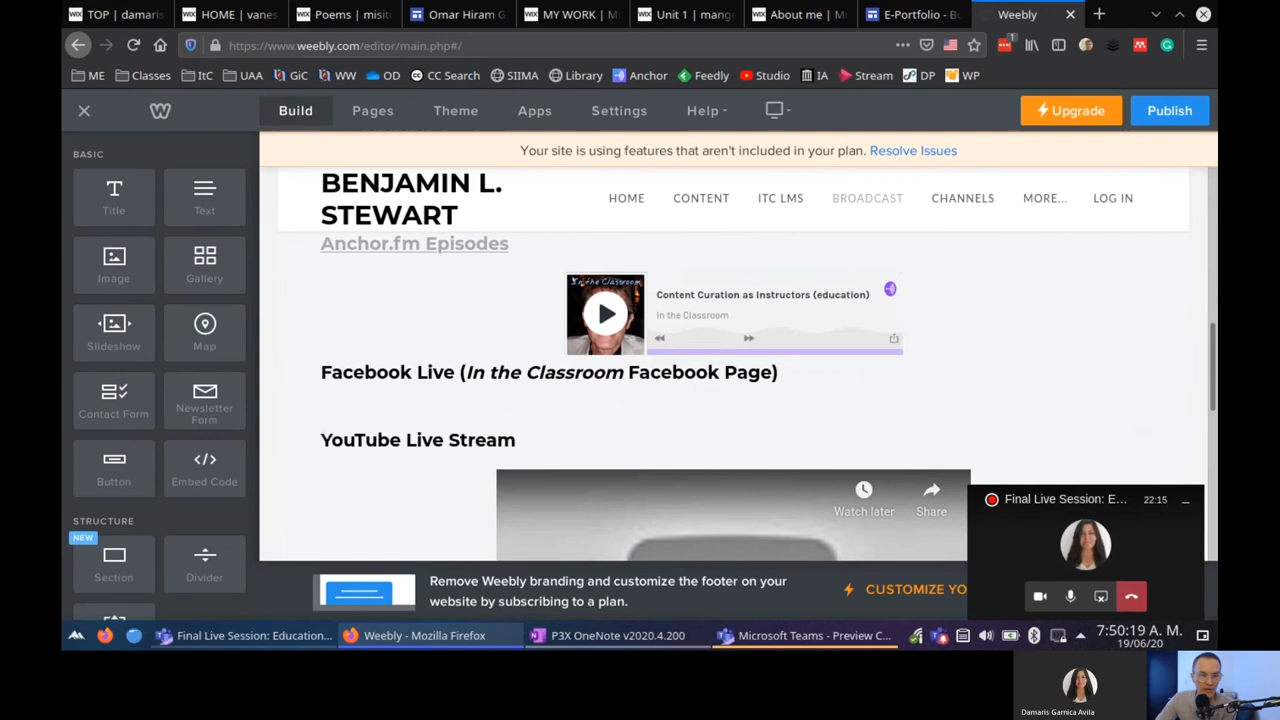 TOP | damaris
HOME | vanes
Poems | misiti
Omar Hiram G
MY WORK | M
Unit 1 | mange
About me | M
E-Portfolio - Bu
Weebly
https://www.weebly.com/editor/main.php#/
1
ME
Classes
ItC
UAA
GiC
WW
OD
CC Search
SIIMA
Library
Anchor
Feedly
Studio
IA
Stream
DP
WP
Build
Pages
Theme
Apps
Settings
Help
Upgrade
Publish
BASIC
Your site is using features that aren't included in your plan. Resolve Issues
Title
Text
Image
Gallery
Slideshow
Map
Contact Form
Newsletter
Form
Button
Embed Code
STRUCTURE
NEW
Section
Divider
BENJAMIN L.
STEWART
HOME
CONTENT
ITC LMS
BROADCAST
CHANNELS
MORE...
LOG IN
Anchor.fm Episodes
In the Classroom
Content Curation as Instructors (education)
In the Classroom
Facebook Live (In the Classroom Facebook Page)
YouTube Live Stream
Watch later
Share
Final Live Session: E...
22:15
Remove Weebly branding and customize the footer on your
website by subscribing to a plan.
CUSTOMIZE YO
Final Live Session: Education...
Weebly - Mozilla Firefox
P3X OneNote v2020.4.200
Microsoft Teams - Preview C...
7:50:19 A. M.
19/06/20
Damaris Garnica Avila